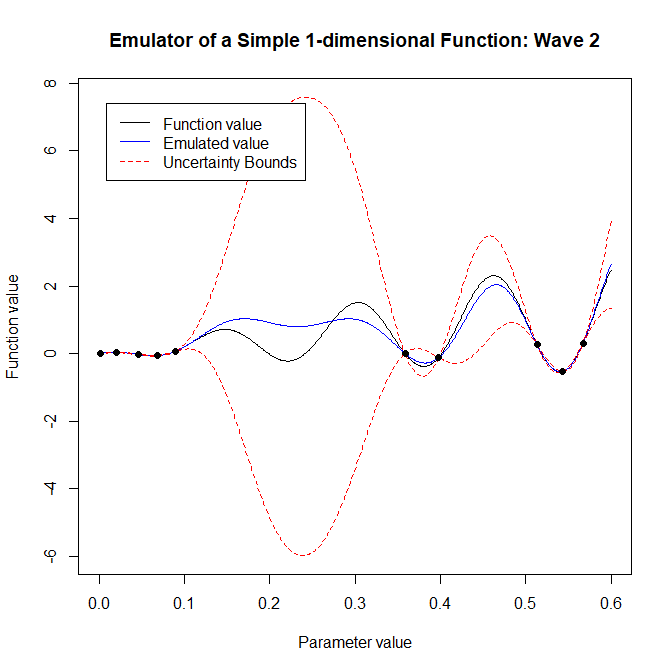 Emulator of a Simple 1-dimensional Function: Wave 2
8
6
4
2
0
-2
-4
-6
Function value
Function value
Emulated value
Uncertainty Bounds
0.0 0.1 0.2 0.3 0.4 0.5 0.6
Parameter value